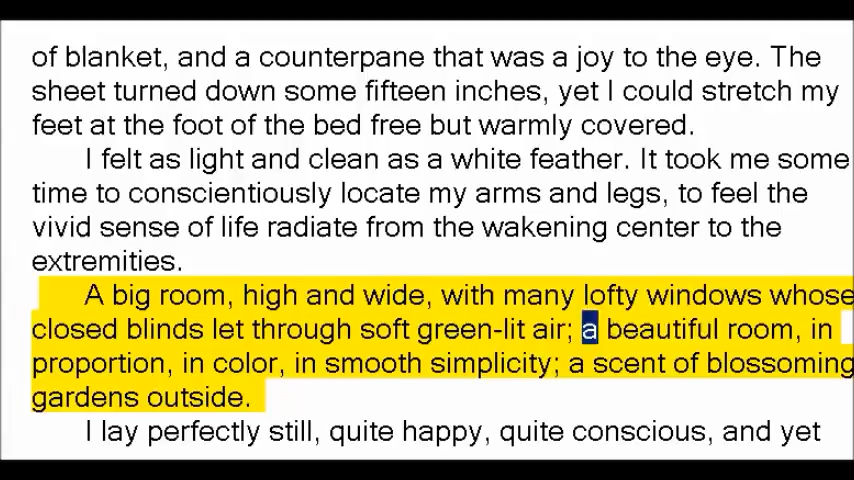 of blanket, and a counterpane that was a joy to the eye. The
sheet turned down some fifteen inches, yet I could stretch my
feet at the foot of the bed free but warmly covered.
I felt as light and clean as a white feather. It took me some
time to conscientiously locate my arms and legs, to feel the
vivid sense of life radiate from the wakening center to the
extremities.
A big room, high and wide, with many lofty windows whose
closed blinds let through soft green-lit air; a beautiful room, in
proportion, in color, in smooth simplicity; a scent of blossoming
gardens outside.
I lay perfectly still, quite happy, quite conscious, and yet